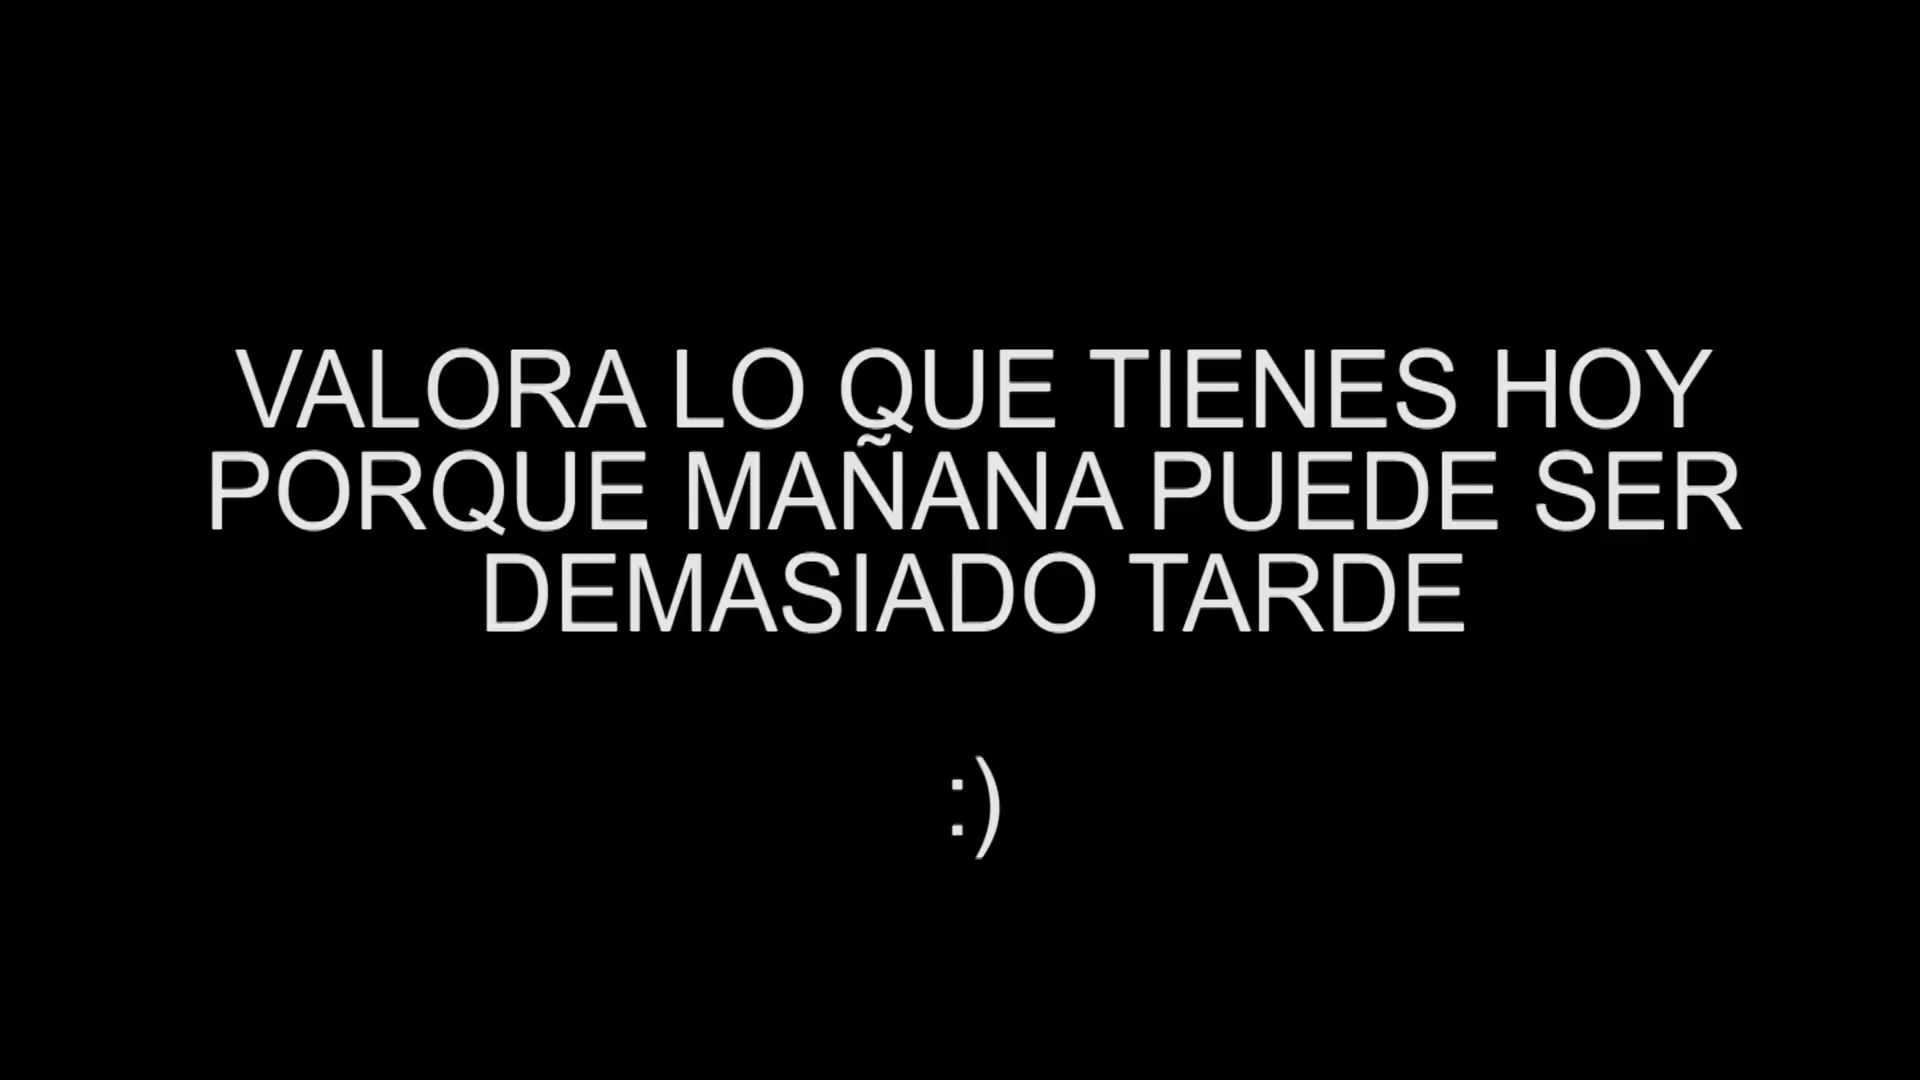 VALORA LO QUE TIENES HOY
PORQUE MAÑANA PUEDE SER
DEMASIADO TARDE
:)